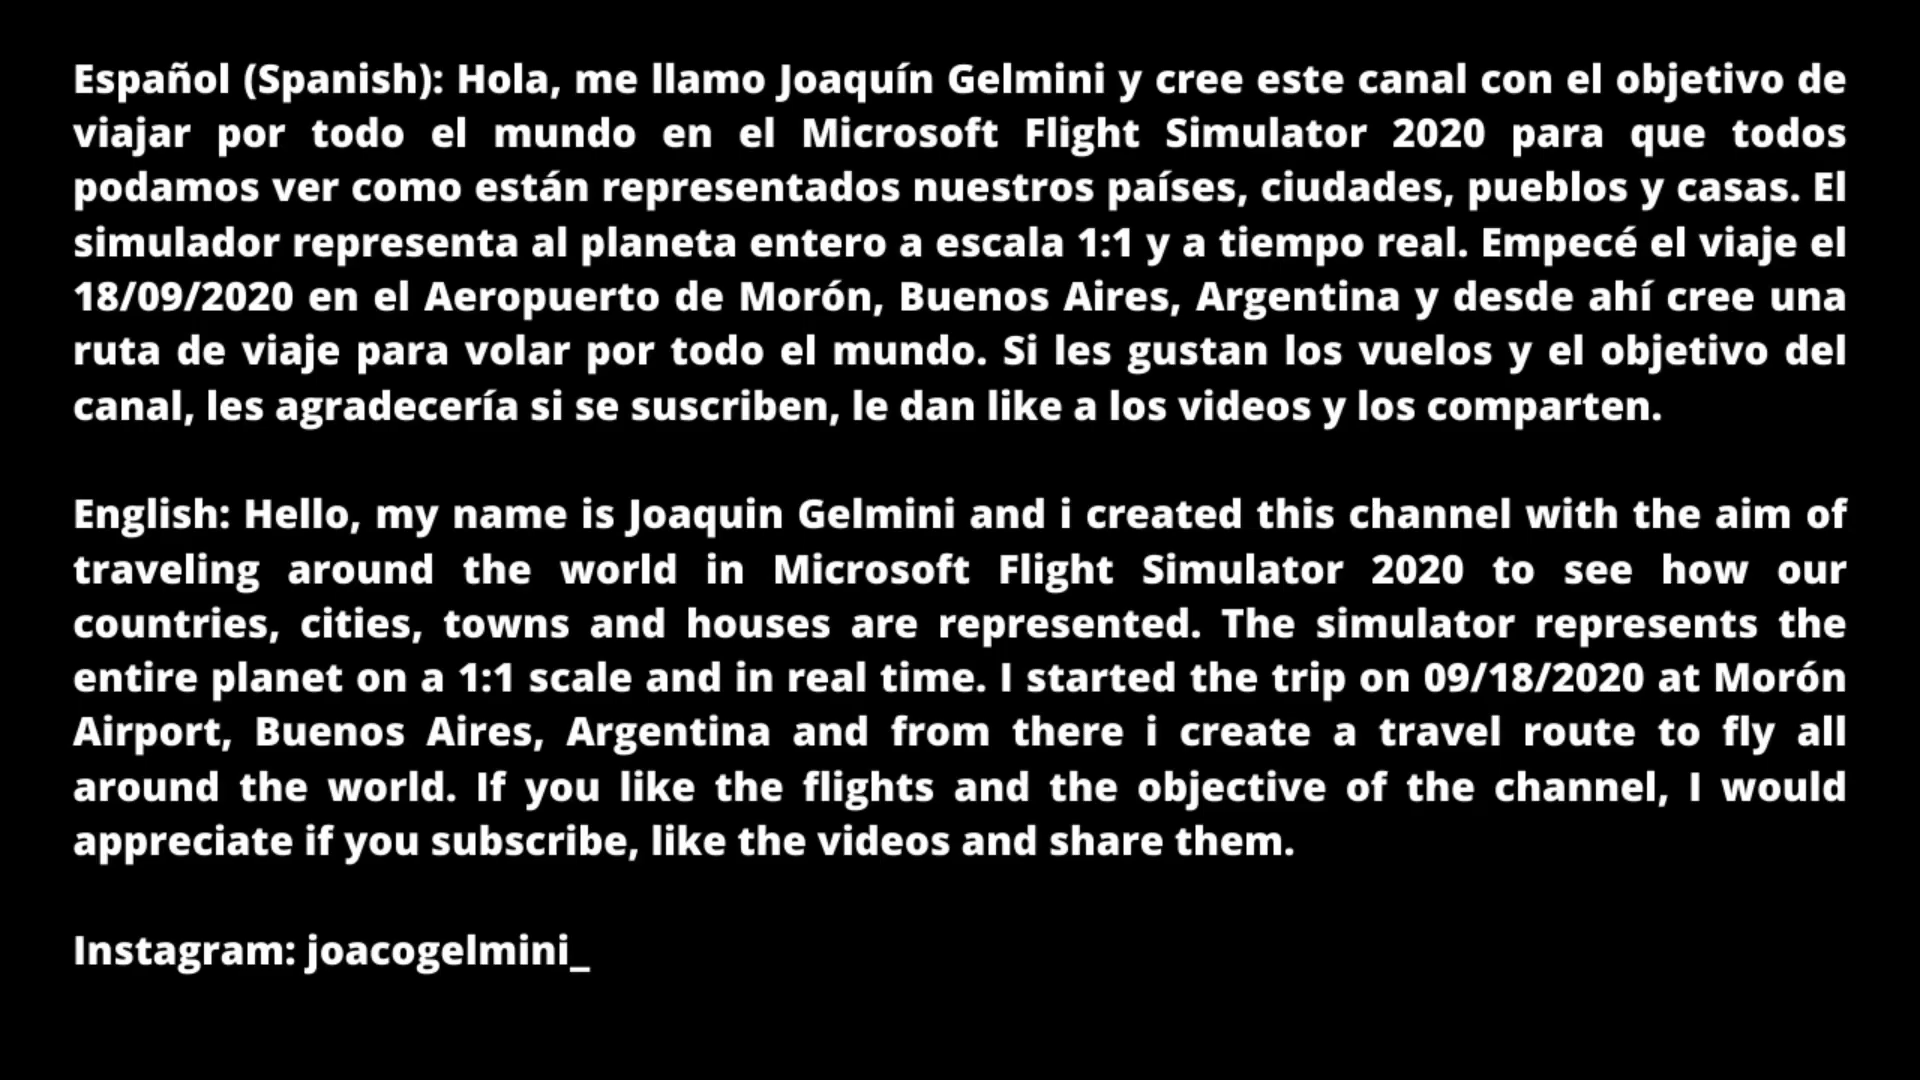 Español (Spanish): Hola, me llamo Joaquín Gelmini y cree este canal con el objetivo de
viajar por todo el mundo en el Microsoft Flight Simulator 2020 para que todos
podamos ver como están representados nuestros países, ciudades, pueblos y casas. El
simulador representa al planeta entero a escala 1:1 y a tiempo real. Empecé el viaje el
18/09/2020 en el Aeropuerto de Morón, Buenos Aires, Argentina y desde ahí cree una
ruta de viaje para volar por todo el mundo. Si les gustan los vuelos y el objetivo del
canal, les agradecería si se suscriben, le dan like a los videos y los comparten.
English: Hello, my name is Joaquin Gelmini and i created this channel with the aim of
traveling around the world in Microsoft Flight Simulator 2020 to see how our
countries, cities, towns and houses are represented. The simulator represents the
entire planet on a 1:1 scale and in real time. I started the trip on 09/18/2020 at Morón
Airport, Buenos Aires, Argentina and from there i create a travel route to fly all
around the world. If you like the flights and the objective of the channel, I would
appreciate if you subscribe, like the videos and share them.
Instagram: joacogelmini_